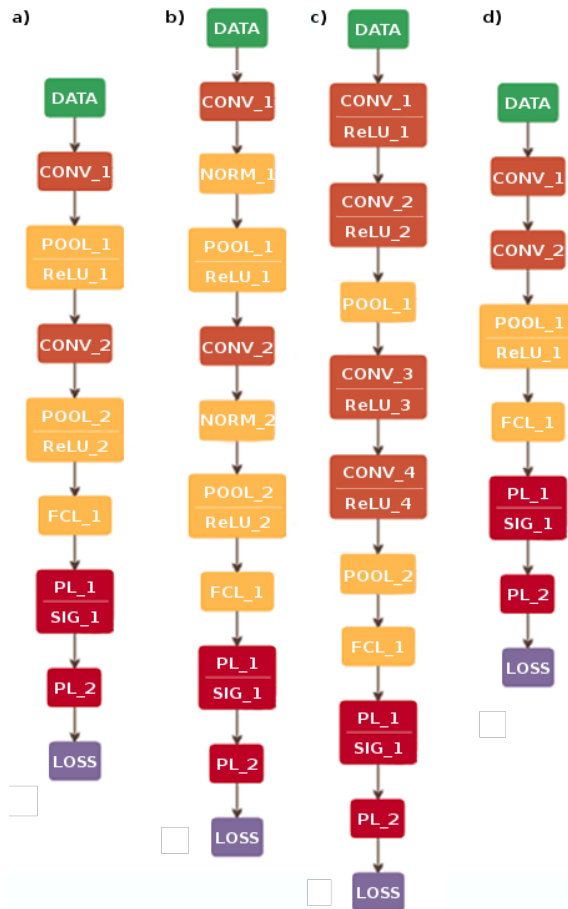 a)
DATA
CONV_1
POOL_1
ReLU_1
CONV_2
POOL_2
ReLU_2
FCL_1
PL_1
SIG_1
PL_2
LOSS
b)
DATA
CONV_1
NORM_1
POOL_1
ReLU_1
CONV_2
NORM_2
POOL_2
ReLU_2
FCL_1
PL_1
SIG_1
PL_2
LOSS
c)
DATA
CONV_1
ReLU_1
CONV_2
ReLU_2
POOL_1
CONV_3
ReLU_3
CONV_4
ReLU_4
POOL_2
FCL_1
PL_1
SIG_1
PL_2
LOSS
d)
DATA
CONV_1
CONV_2
POOL_1
ReLU_1
FCL_1
PL_1
SIG_1
PL_2
LOSS